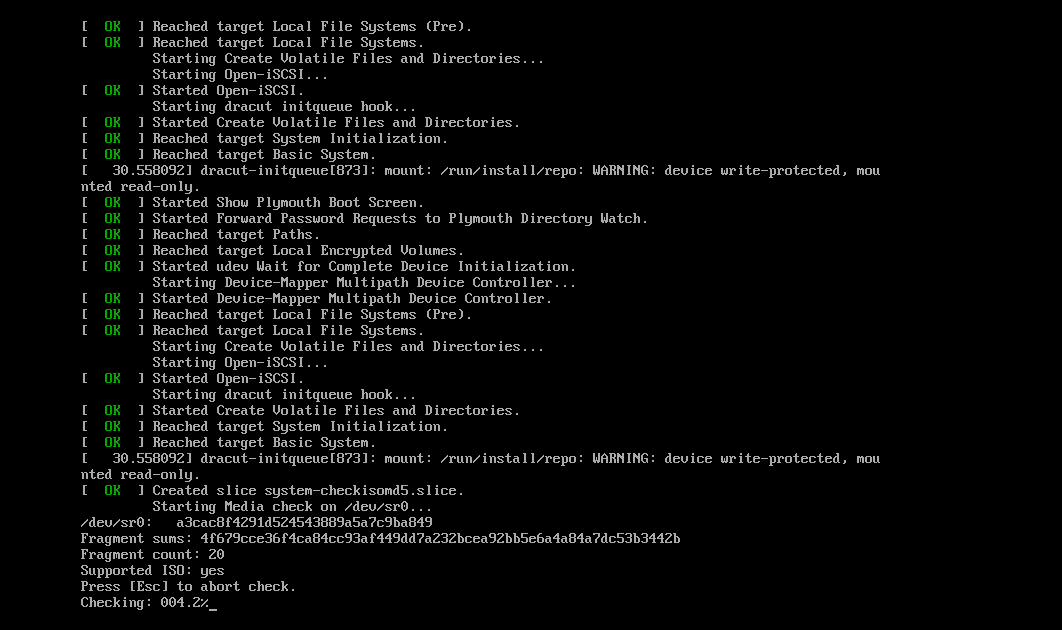 [  OK  ] Reached target Local File Systems (Pre).
[  OK  ] Reached target Local File Systems.
         Starting Create Volatile Files and Directories...
         Starting Open-iSCSI...
[  OK  ] Started Open-iSCSI.
         Starting dracut initqueue hook...
[  OK  ] Started Create Volatile Files and Directories.
[  OK  ] Reached target System Initialization.
[  OK  ] Reached target Basic System.
[   30.558092] dracut-initqueue[873]: mount: /run/install/repo: WARNING: device write-protected, mou
nted read-only.
[  OK  ] Started Show Plymouth Boot Screen.
[  OK  ] Started Forward Password Requests to Plymouth Directory Watch.
[  OK  ] Reached target Paths.
[  OK  ] Reached target Local Encrypted Volumes.
[  OK  ] Started udev Wait for Complete Device Initialization.
         Starting Device-Mapper Multipath Device Controller...
[  OK  ] Started Device-Mapper Multipath Device Controller.
[  OK  ] Reached target Local File Systems (Pre).
[  OK  ] Reached target Local File Systems.
         Starting Create Volatile Files and Directories...
         Starting Open-iSCSI...
[  OK  ] Started Open-iSCSI.
         Starting dracut initqueue hook...
[  OK  ] Started Create Volatile Files and Directories.
[  OK  ] Reached target System Initialization.
[  OK  ] Reached target Basic System.
[   30.558092] dracut-initqueue[873]: mount: /run/install/repo: WARNING: device write-protected, mou
nted read-only.
[  OK  ] Created slice system-checkisomd5.slice.
         Starting Media check on /dev/sr0...
/dev/sr0:   a3cac8f4291d524543889a5a7c9ba849
Fragment sums: 4f679cce36f4ca84cc93af449dd7a232bcea92bb5e6a4a84a7dc53b3442b
Fragment count: 20
Supported ISO: yes
Press [Esc] to abort check.
Checking: 004.2%_